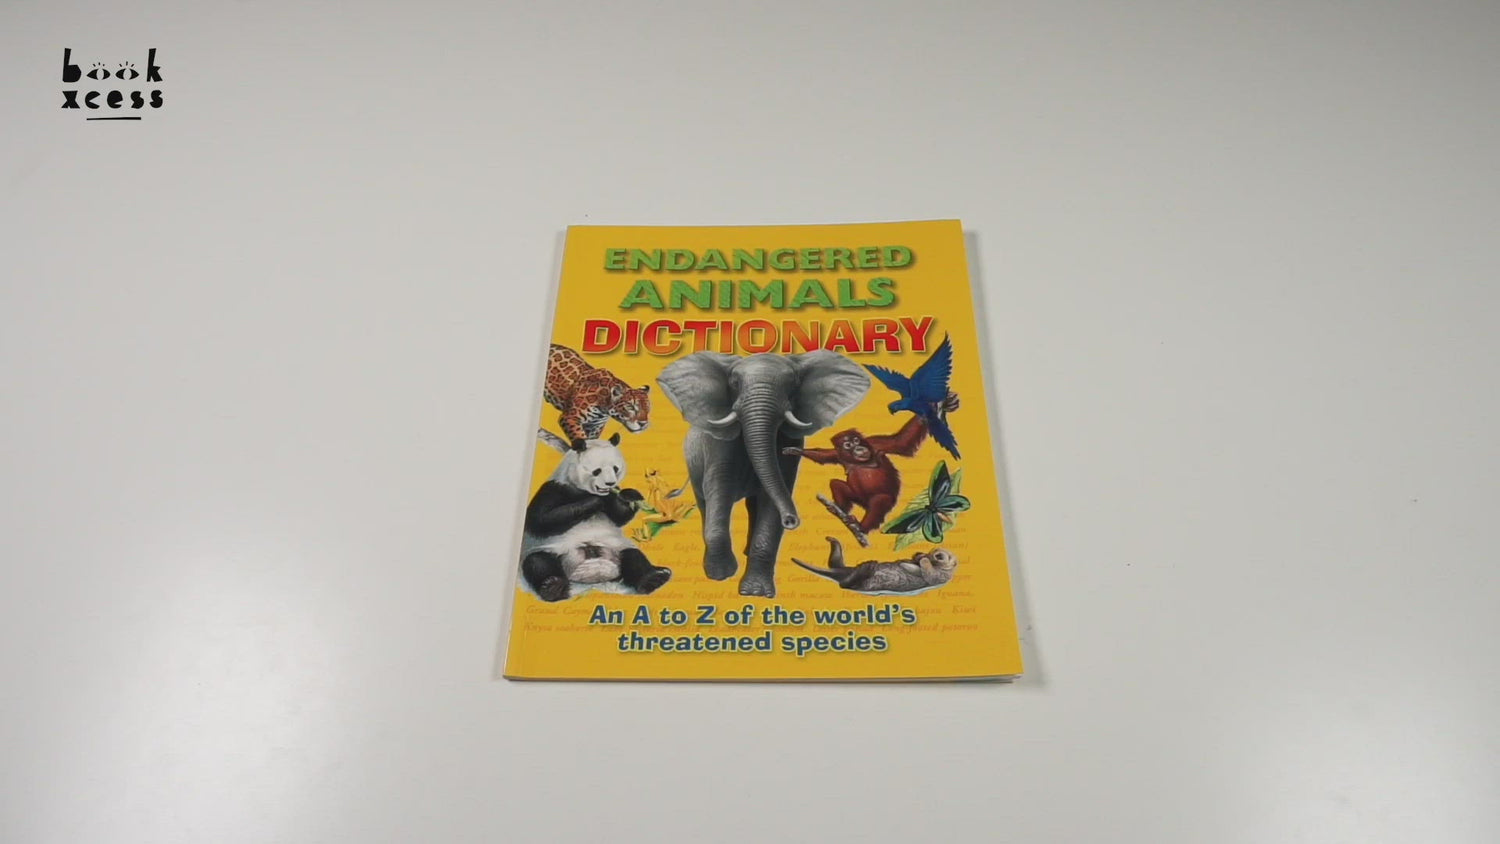 book
xcess
ENDANGERED
ANIMALS
DICTIONARY
An A to Z of the world's
threatened species